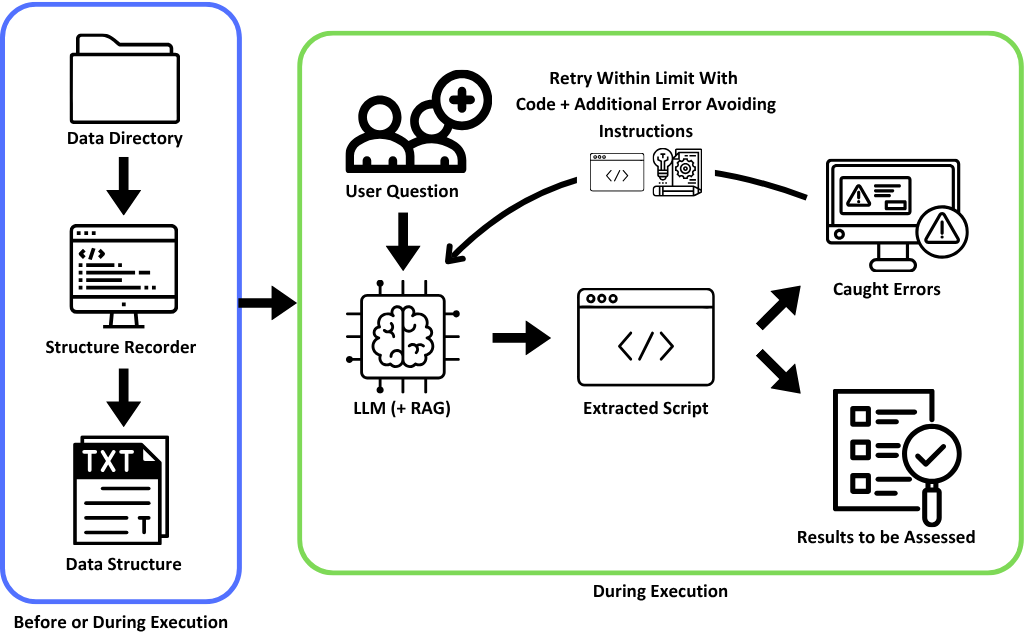 Data Directory
</>
Structure Recorder
TXT
T
Data Structure
Before or During Execution
User Question
Retry Within Limit With
Code + Additional Error Avoiding
Instructions
</>
LLM (+ RAG)
</>
Extracted Script
Caught Errors
Results to be Assessed
During Execution